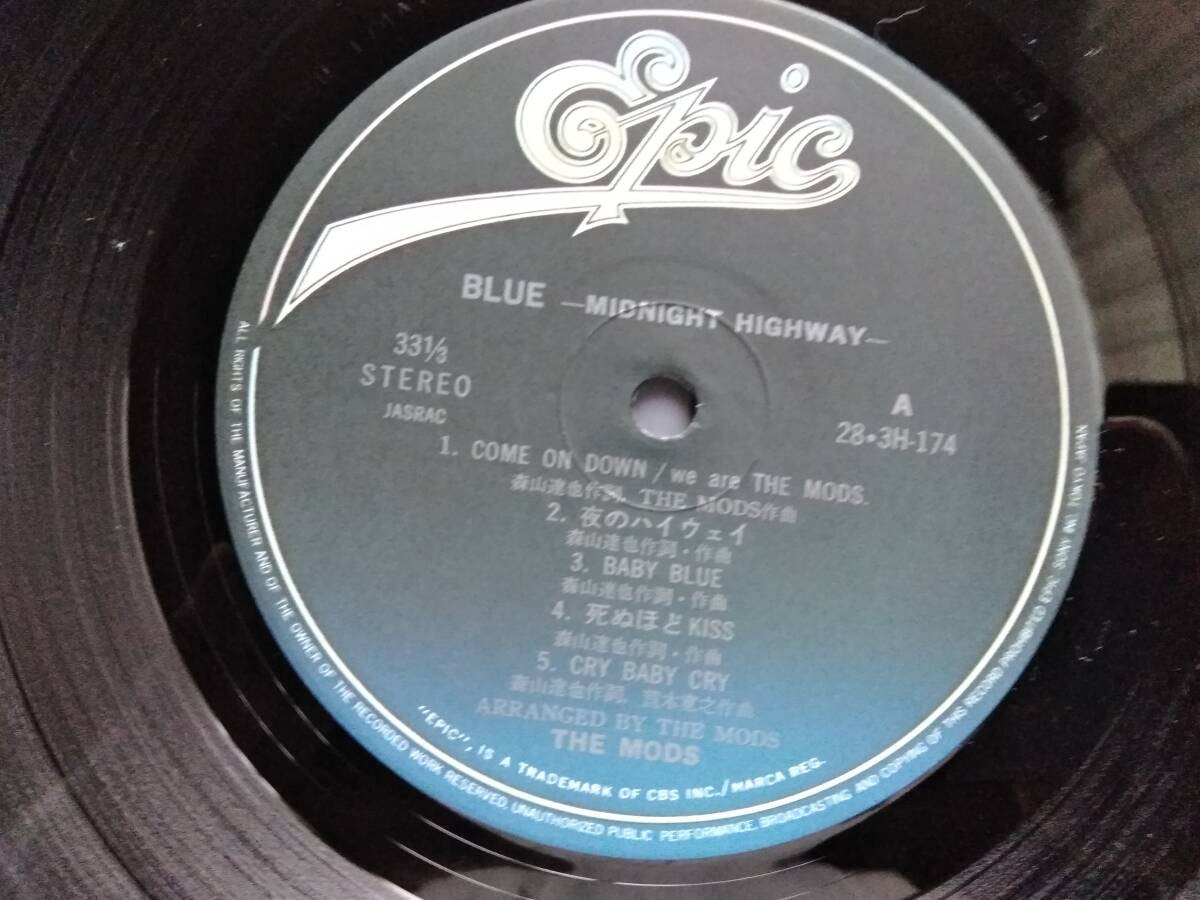 Epic
BLUE —MIDNIGHT HIGHWAY—
33⅓
STEREO
JASRAC
A
28・3H-174
1. COME ON DOWN / we are THE MODS.
森山達也作詞, THE MODS作曲
2. 夜のハイウェイ
森山達也作詞・作曲
3. BABY BLUE
森山達也作詞・作曲
4. 死ぬほどKISS
森山達也作詞・作曲
5. CRY BABY CRY
森山達也作詞, 苣木寛之作曲
ARRANGED BY THE MODS
THE MODS
"EPIC", IS A TRADEMARK OF CBS INC./MARCA REG.
ALL RIGHTS OF THE MANUFACTURER AND OF THE OWNER OF THE RECORDED WORK RESERVED. UNAUTHORIZED PUBLIC PERFORMANCE, BROADCASTING AND COPYING OF THIS RECORD PROHIBITED EPIC SONY INC. TOKYO JAPAN